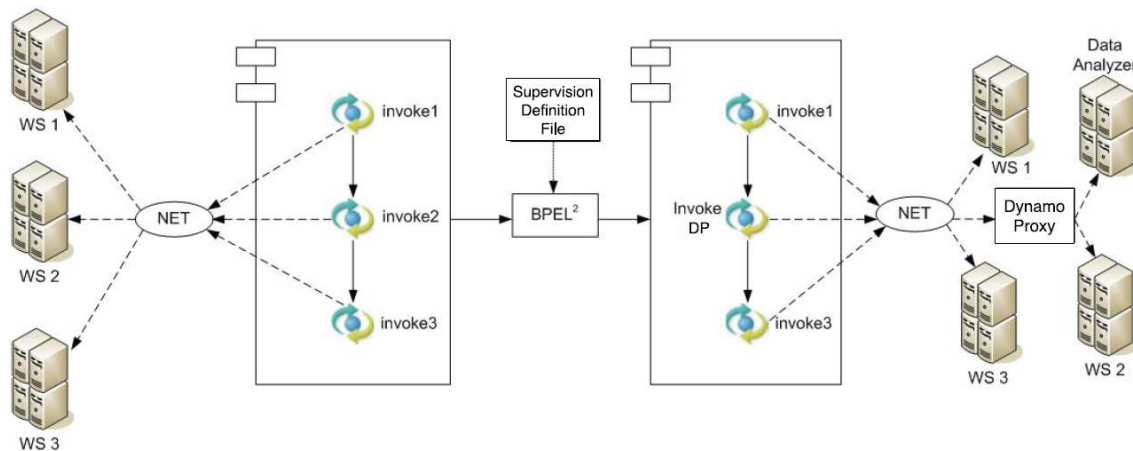 WS 1
WS 2
WS 3
NET
invoke1
invoke2
invoke3
Supervision
Definition
File
BPEL²
invoke1
Invoke
DP
invoke3
NET
WS 1
Data
Analyzer
Dynamo
Proxy
WS 3
WS 2